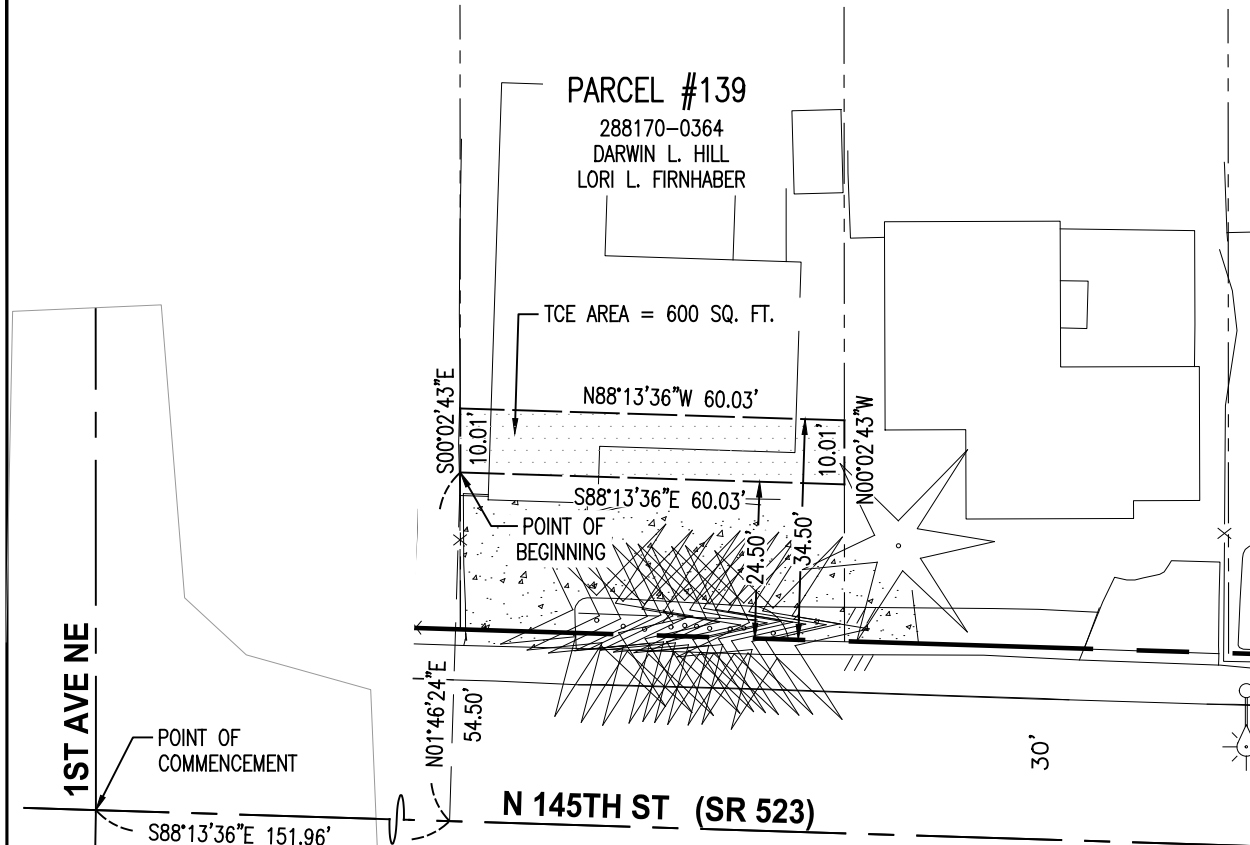 PARCEL #139
288170-0364
DARWIN L. HILL
LORI L. FIRNHABER
TCE AREA = 600 SQ. FT.
N88°13'36"W 60.03'
S00°02'43"E
10.01'
10.01'
N00°02'43"W
S88°13'36"E 60.03'
POINT OF
BEGINNING
24.50'
34.50'
1ST AVE NE
N01°46'24"E
54.50'
POINT OF
COMMENCEMENT
30'
N 145TH ST (SR 523)
S88°13'36"E 151.96'